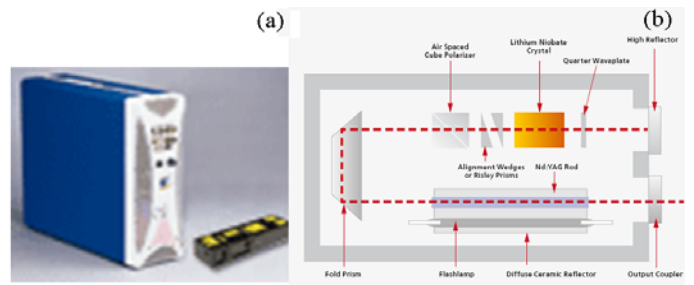 (a)
(b)
Air Spaced
Cube Polarizer
Lithium Niobate
Crystal
Quarter Waveplate
High Reflector
Alignment Wedges
or Risley Prisms
Nd:YAG Rod
Fold Prism
Flashlamp
Diffuse Ceramic Reflector
Output Coupler